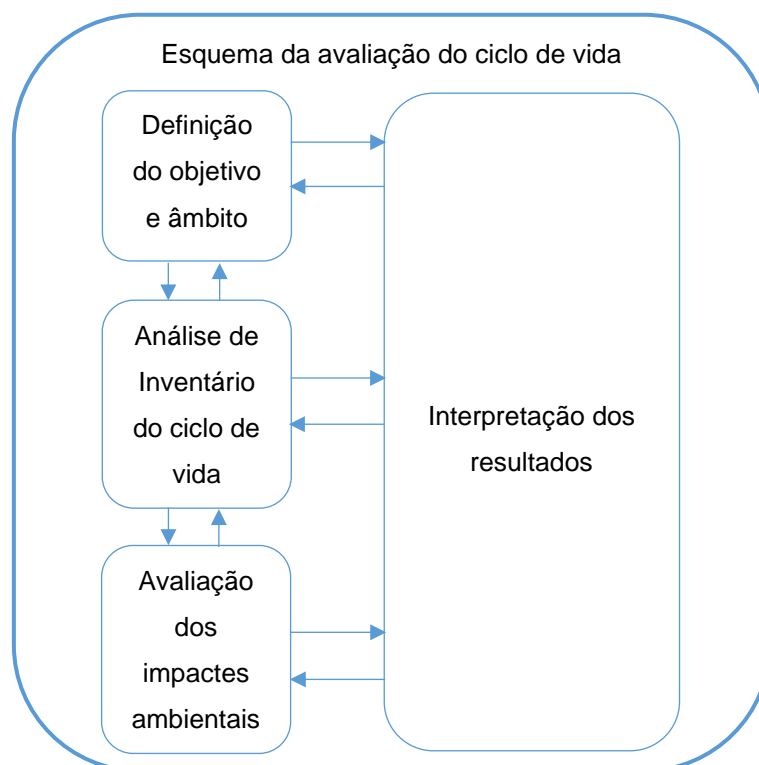 Esquema da avaliação do ciclo de vida
Definição
do objetivo
e âmbito
Análise de
Inventário
do ciclo de
vida
Avaliação
dos
impactes
ambientais
Interpretação dos
resultados